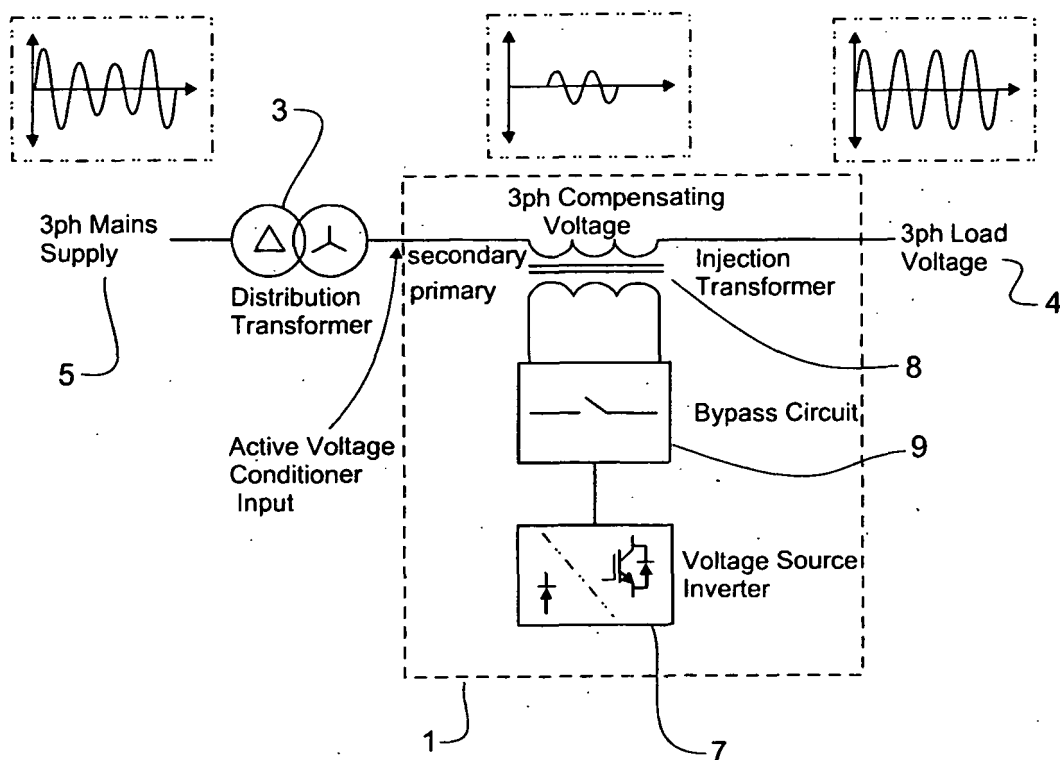 3
3ph Mains
Supply
secondary
primary
3ph Compensating
Voltage
Injection
Transformer
3ph Load
Voltage
4
Distribution
Transformer
5
8
Bypass Circuit
9
Active Voltage
Conditioner
Input
Voltage Source
Inverter
1
7